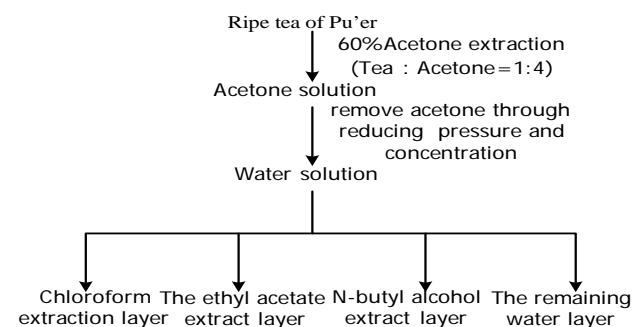 Ripe tea of Pu'er
60%Acetone extraction
(Tea : Acetone=1:4)
Acetone solution
remove acetone through
reducing pressure and
concentration
Water solution
Chloroform
extraction layer
The ethyl acetate
extract layer
N-butyl alcohol
extract layer
The remaining
water layer